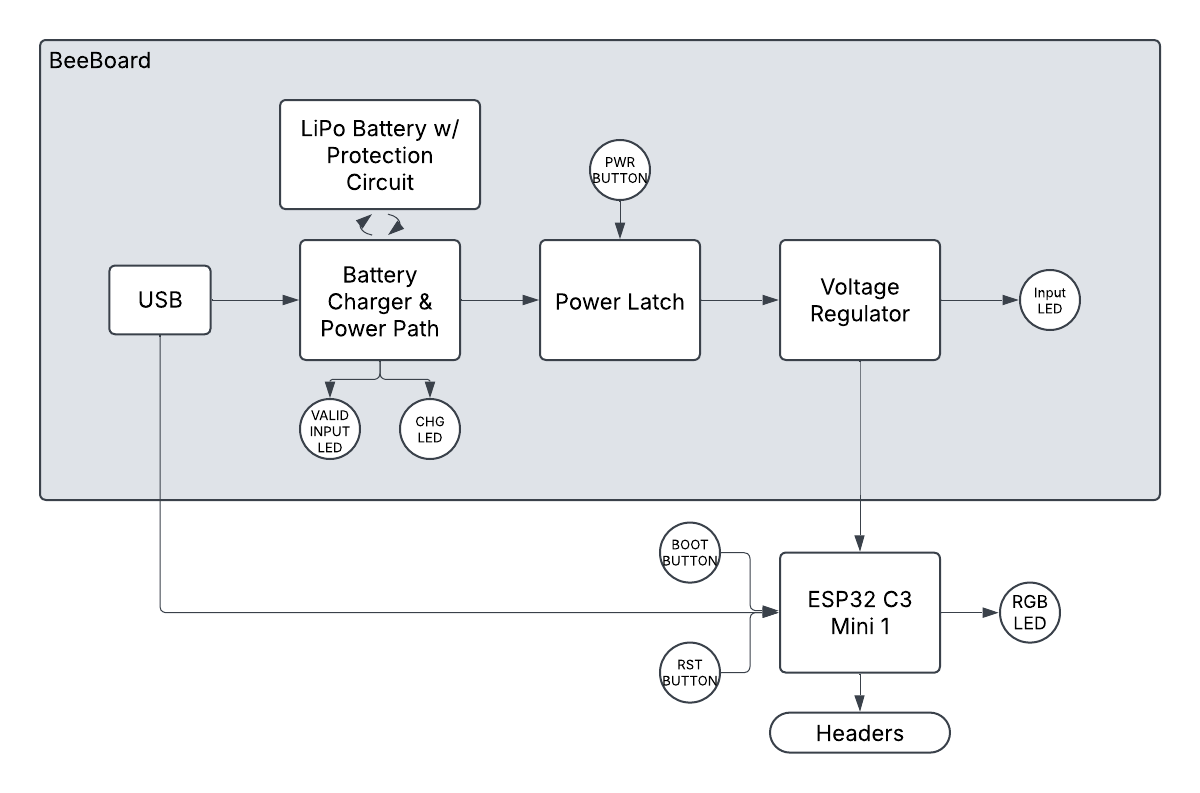 BeeBoard
LiPo Battery w/
Protection
Circuit
PWR
BUTTON
USB
Battery
Charger &
Power Path
Power Latch
Voltage
Regulator
Input
LED
VALID
INPUT
LED
CHG
LED
BOOT
BUTTON
ESP32 C3
Mini 1
RGB
LED
RST
BUTTON
Headers